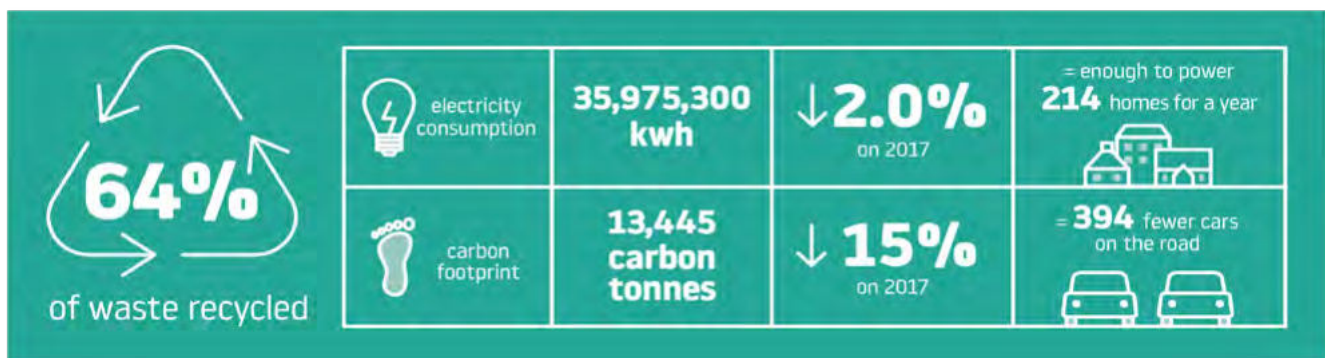 64%
of waste recycled
electricity
consumption
35,975,300
kwh
↓2.0%
on 2017
= enough to power
214 homes for a year
carbon
footprint
13,445
carbon
tonnes
↓ 15%
on 2017
= 394 fewer cars
on the road